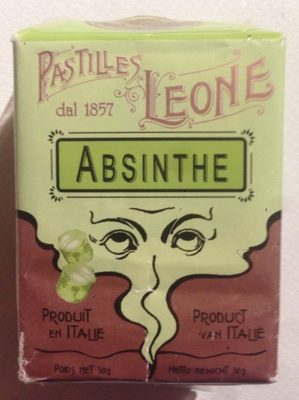 PASTILLES
LEONE
dal 1857
ABSINTHE
PRODUIT
EN ITALIE
PRODUCT
VAN ITALIË
POIDS NET 30g
NETTO GEWICHT 30g